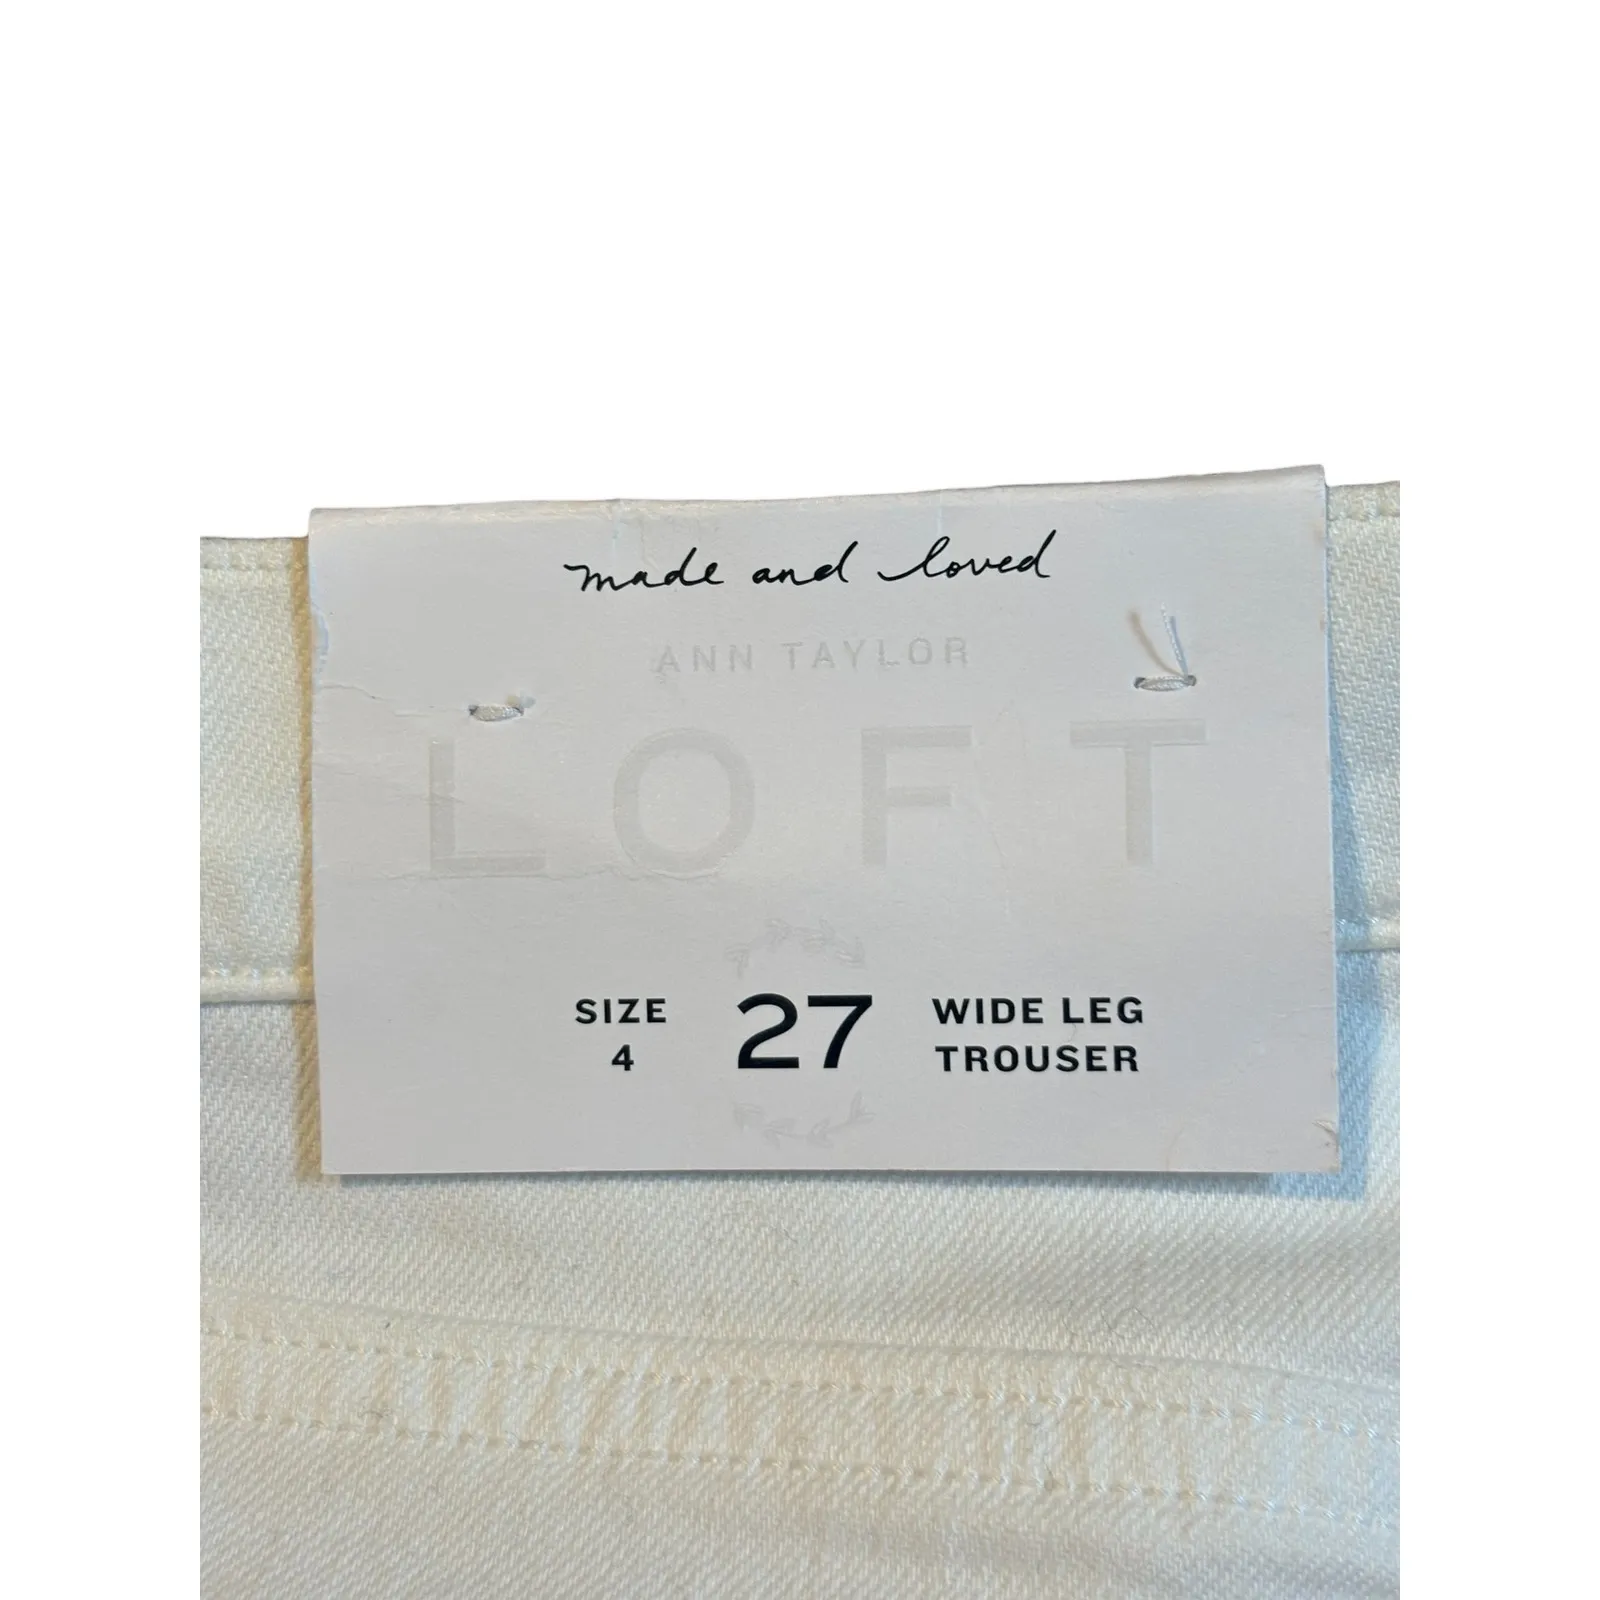 made and loved
ANN TAYLOR
LOFT
SIZE 27 WIDE LEG
4 TROUSER